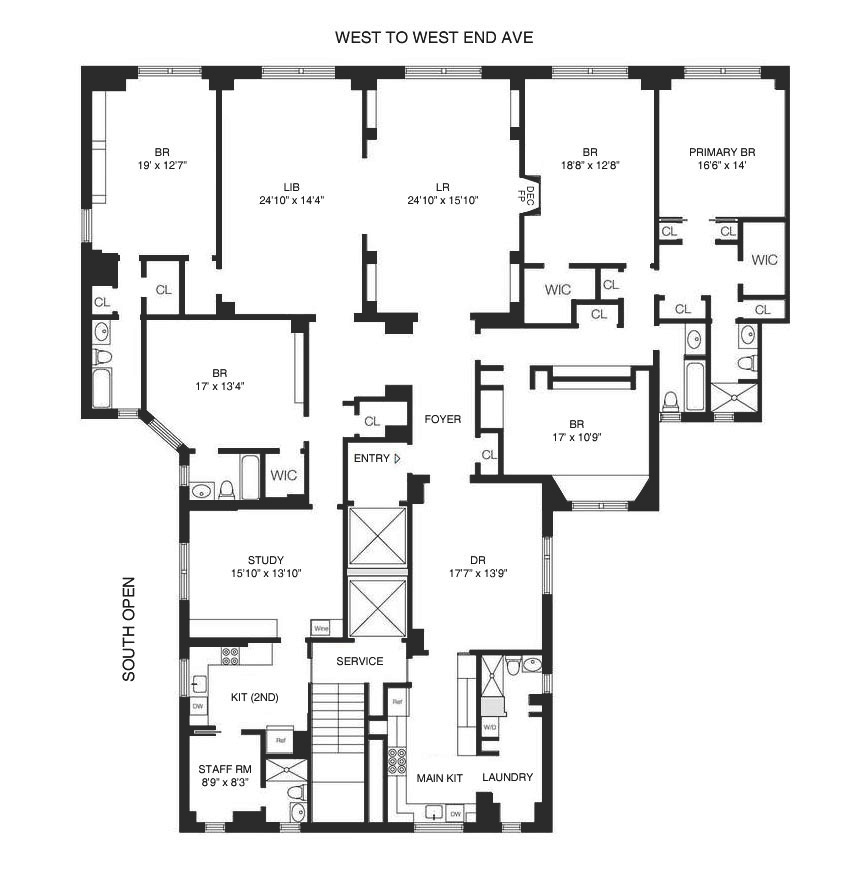 WEST TO WEST END AVE
BR
19' x 12'7"
LIB
24'10" x 14'4"
LR
24'10" x 15'10"
DEC
FP
BR
18'8" x 12'8"
PRIMARY BR
16'6" x 14'
CL
CL
WIC
CL
CL
CL
CL
WIC
CL
CL
BR
17' x 13'4"
CL
FOYER
BR
17' x 10'9"
CL
ENTRY
WIC
STUDY
15'10" x 13'10"
DR
17'7" x 13'9"
SOUTH OPEN
Wine
SERVICE
KIT (2ND)
DW
Ref
W/D
Ref
STAFF RM
8'9" x 8'3"
MAIN KIT
LAUNDRY
DW